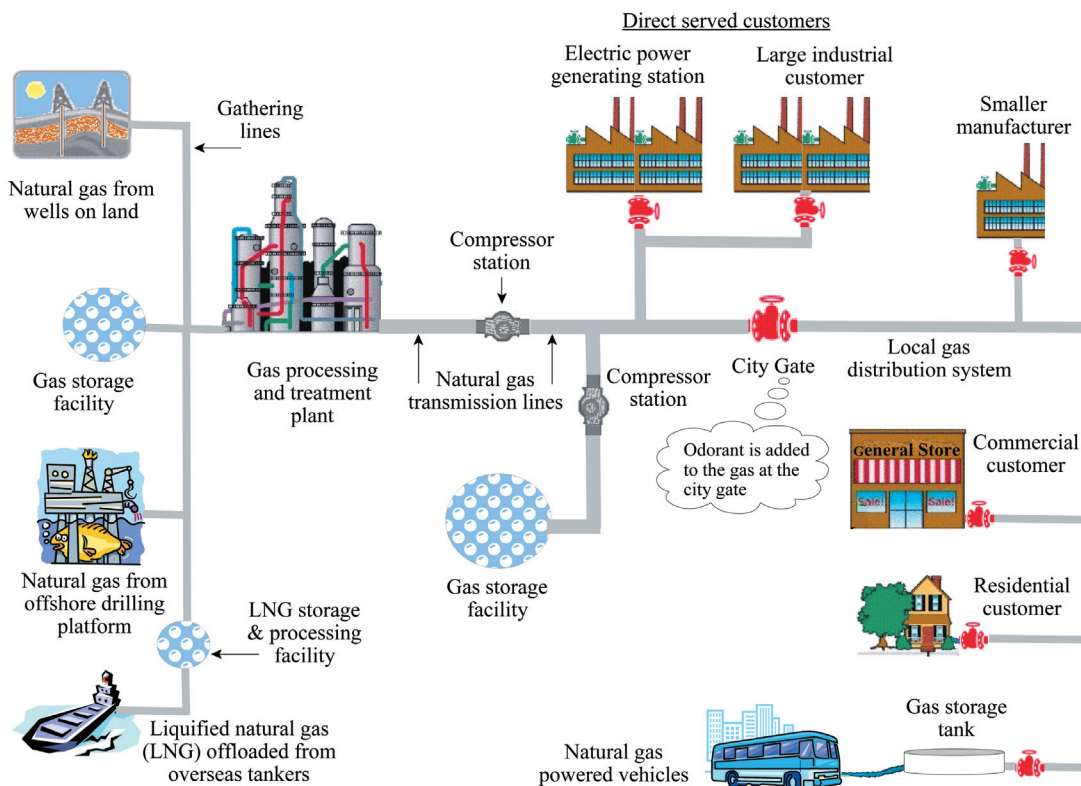 Direct served customers
Electric power
generating station
Large industrial
customer
Smaller
manufacturer
Gathering
lines
Natural gas from
wells on land
Compressor
station
Gas storage
facility
Gas processing
and treatment
plant
Natural gas
transmission lines
Compressor
station
City Gate
Local gas
distribution system
Odorant is added
to the gas at the
city gate
General Store
Sale!
Sale!
Commercial
customer
Natural gas from
offshore drilling
platform
Gas storage
facility
LNG storage
& processing
facility
Residential
customer
Liquified natural gas
(LNG) offloaded from
overseas tankers
Natural gas
powered vehicles
Gas storage
tank